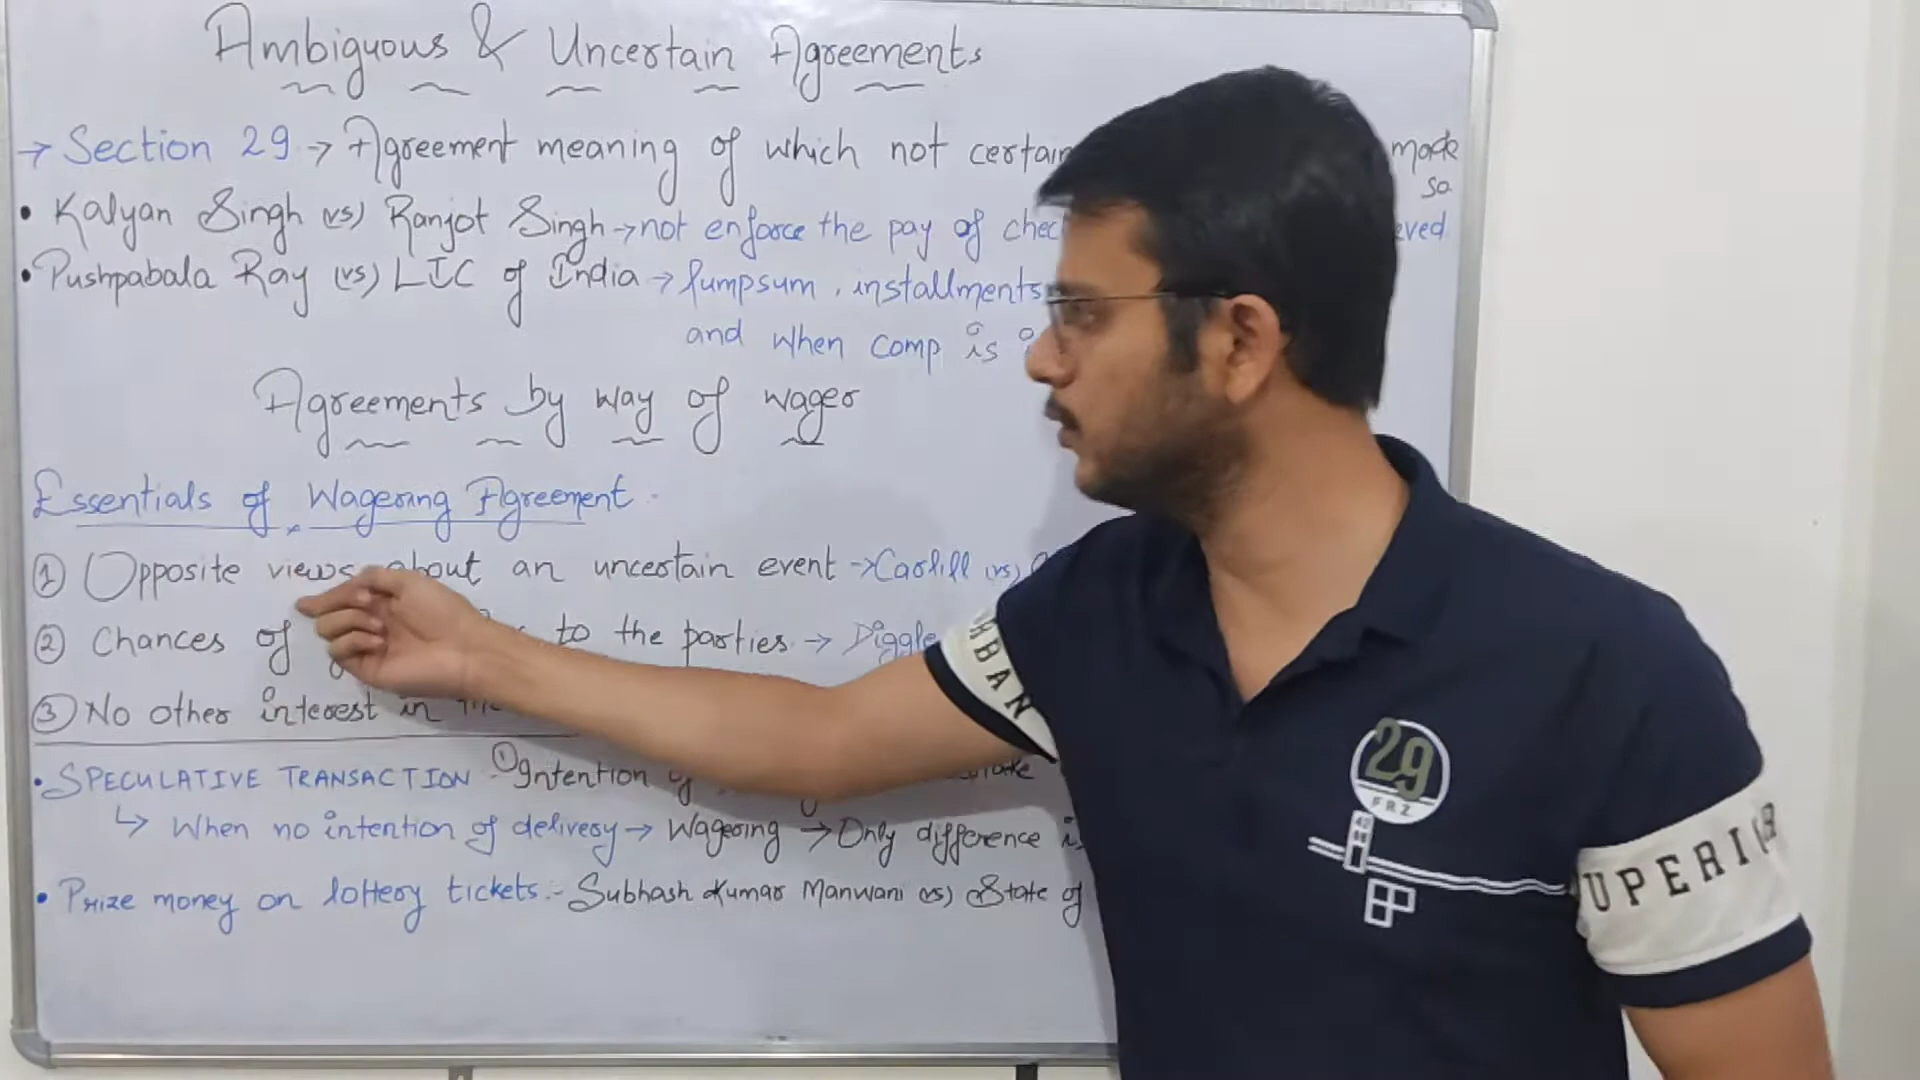 Ambiguous & Uncertain Agreements
→ Section 29 → Agreement meaning of which not certain made
so
• Kalyan Singh (vs) Ranjot Singh → not enforce the pay of
• Pushpabala Ray (vs) LIC of India → lumpsum, installments
and when comp is
Agreements by way of wager
Essentials of Wagering Agreement
① Opposite views about an uncertain event → Carlill (vs)
② Chances of to the parties → Diggle
③ No other interest in
• SPECULATIVE TRANSACTION - ① Intention
↳ When no intention of delivery → Wagering → Only difference
• Prize money on lottery tickets :- Subhash Kumar Manwani (vs) State of
URBAN
29
FRZ
42
UPERI